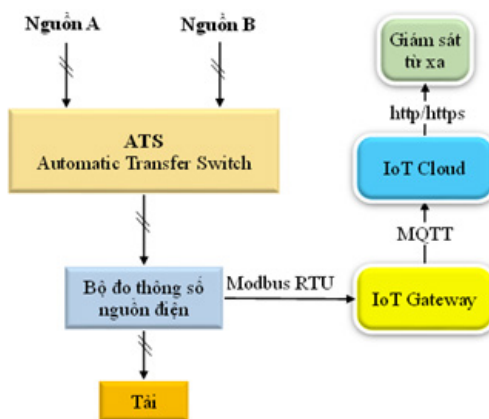 Nguồn A
Nguồn B
ATS
Automatic Transfer Switch
Bộ đo thông số
nguồn điện
Tải
Modbus RTU
IoT Gateway
MQTT
IoT Cloud
http/https
Giám sát
từ xa